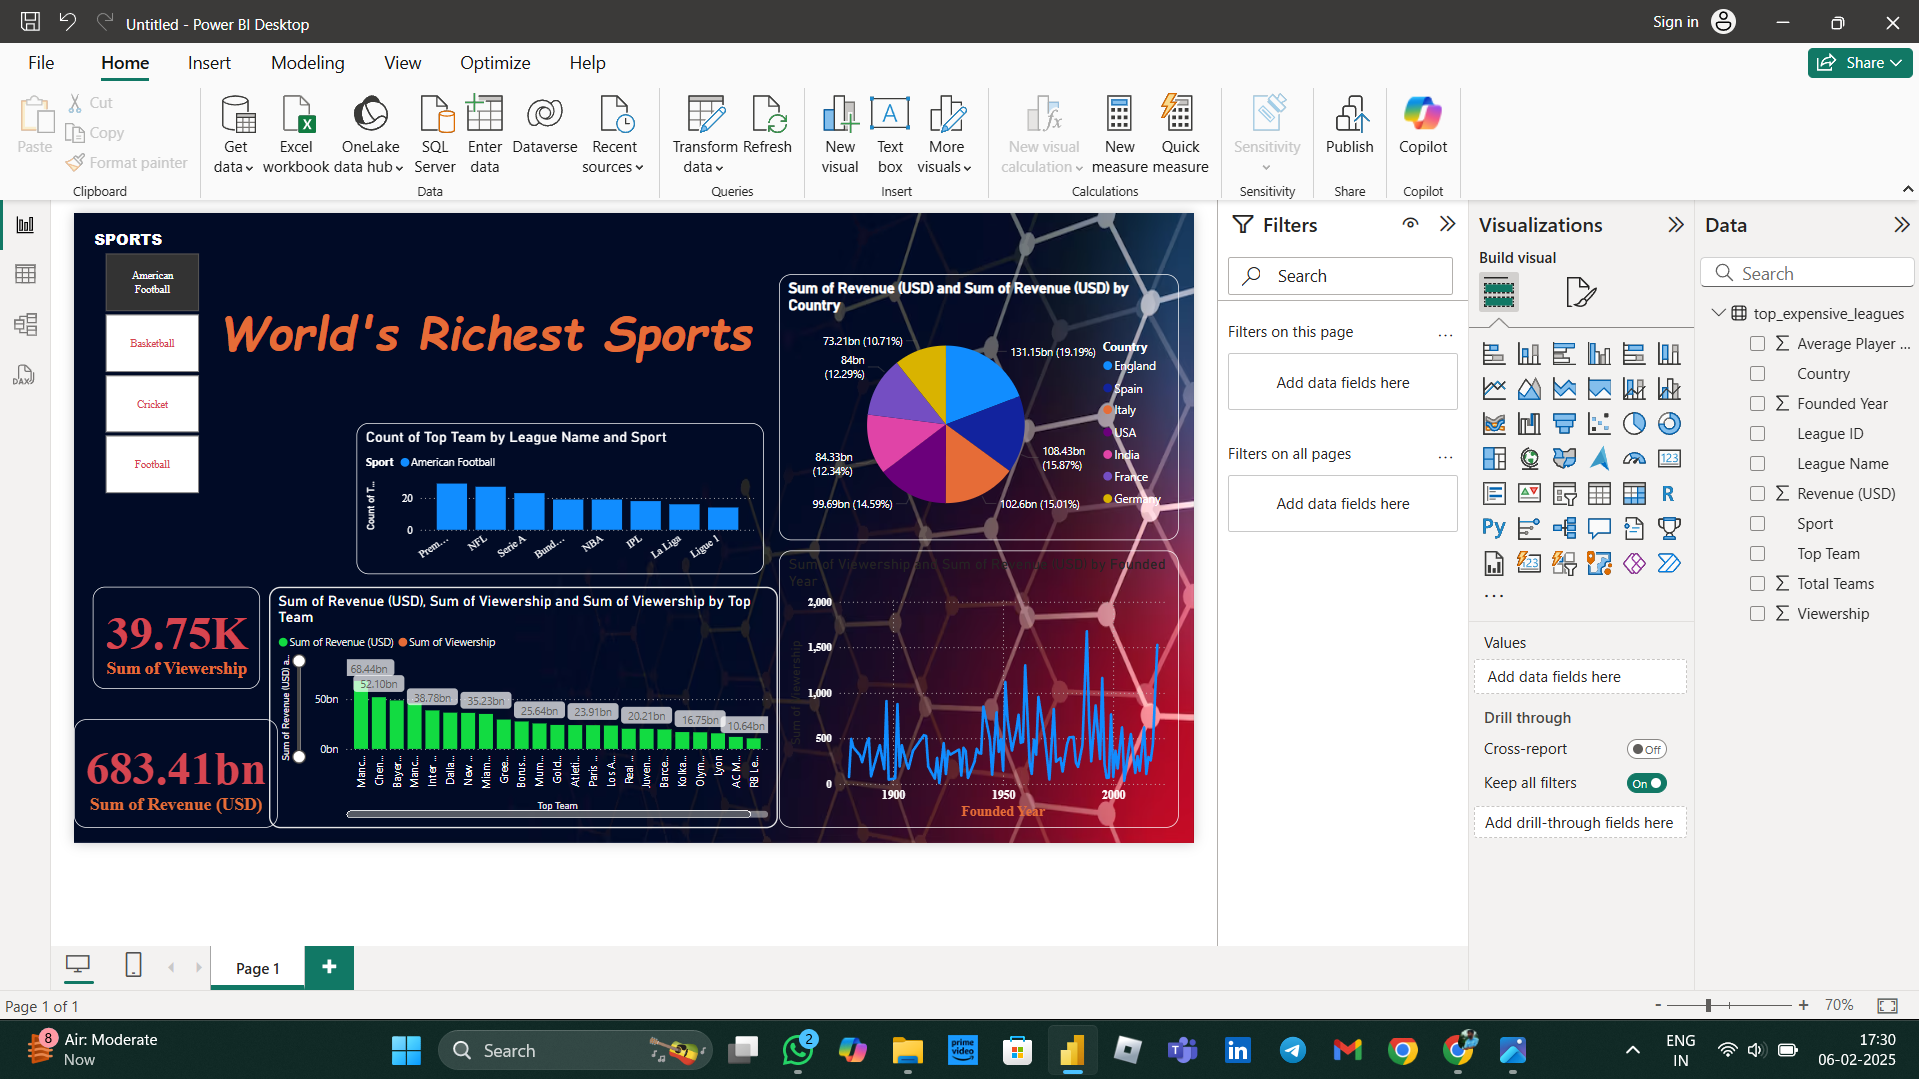 Untitled - Power BI Desktop
Sign in
File Home Insert Modeling View Optimize Help
Share
Paste
Cut
Copy
Format painter
Clipboard
Get data
Excel workbook
OneLake data hub
SQL Server
Enter data
Dataverse
Recent sources
Data
Transform data
Refresh
Queries
New visual
Text box
More visuals
Insert
New visual calculation
New measure
Quick measure
Calculations
Sensitivity
Sensitivity
Publish
Share
Copilot
Copilot
SPORTS
American
Football
Basketball
Cricket
Football
World's Richest Sports
Count of Top Team by League Name and Sport
Sport American Football
Count of T...
20
0
Prem... NFL Serie A Bund... NBA IPL La Liga Ligue 1
Sum of Revenue (USD) and Sum of Revenue (USD) by
Country
73.21bn (10.71%)
84bn
(12.29%)
84.33bn
(12.34%)
99.69bn (14.59%)
131.15bn (19.19%)
108.43bn
(15.87%)
102.6bn (15.01%)
Country
England
Spain
Italy
USA
India
France
Germany
39.75K
Sum of Viewership
683.41bn
Sum of Revenue (USD)
Sum of Revenue (USD), Sum of Viewership and Sum of Viewership by Top
Team
Sum of Revenue (USD) Sum of Viewership
Sum of Revenue (USD) a...
50bn
0bn
68.44bn
52.10bn
38.78bn
35.23bn
25.64bn
23.91bn
20.21bn
16.75bn
10.64bn
Manc... Chen... Bayer... Manc... Inter ... Dalla... New ... Miam... Gree... Borus... Mum... Gold... Atleti... Paris ... Los A... Real ... Juven... Barce... Kolka... Olym... Lyon AC M... RB Le...
Top Team
Sum of Viewership and Sum of Revenue (USD) by Founded
Year
Sum of Viewership
2,000
1,500
1,000
500
0
1900 1950 2000
Founded Year
Filters
Search
Filters on this page
...
Add data fields here
Filters on all pages
...
Add data fields here
Visualizations
Build visual
123
R
Py
123
...
Values
Add data fields here
Drill through
Cross-report
Off
Keep all filters
On
Add drill-through fields here
Data
Search
top_expensive_leagues
Average Player ...
Country
Founded Year
League ID
League Name
Revenue (USD)
Sport
Top Team
Total Teams
Viewership
Page 1
Page 1 of 1
- + 70%
8
Air: Moderate
Now
Search
2
prime
video
ENG
IN
17:30
06-02-2025